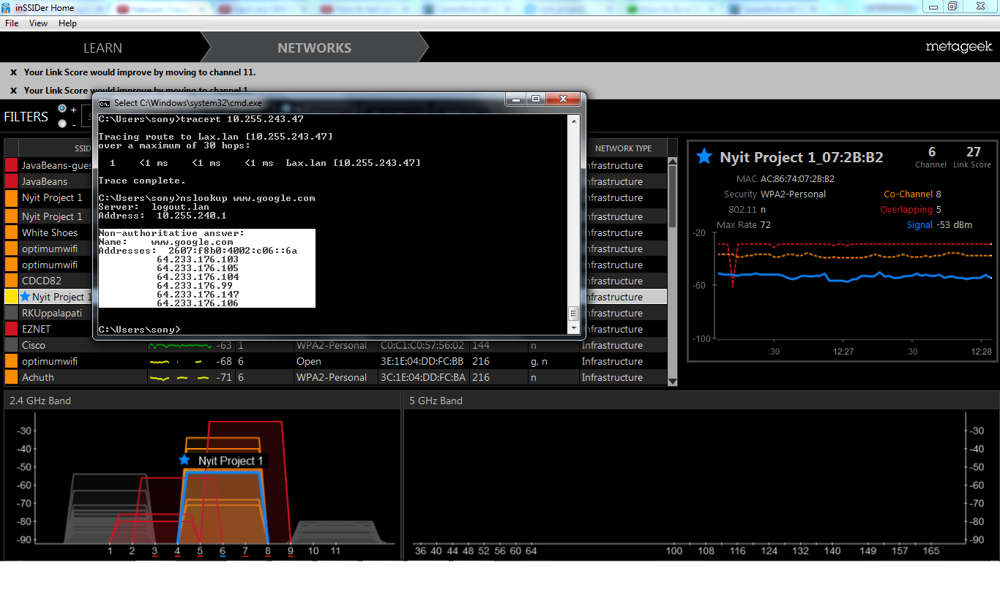 inSSIDer Home
File View Help
LEARN NETWORKS metageek
x Your Link Score would improve by moving to channel 11.
x Your Link Score would improve by moving to channel 1.
FILTERS + -
Select C:\Windows\system32\cmd.exe
C:\Users\sony>tracert 10.255.243.47
Tracing route to Lax.lan [10.255.243.47]
over a maximum of 30 hops:
1 <1 ms <1 ms <1 ms Lax.lan [10.255.243.47]
Trace complete.
C:\Users\sony>nslookup www.google.com
Server: logout.lan
Address: 10.255.240.1
Non-authoritative answer:
Name: www.google.com
Addresses: 2607:f8b0:4002:c06::6a
64.233.176.103
64.233.176.105
64.233.176.104
64.233.176.99
64.233.176.147
64.233.176.106
C:\Users\sony>
SSID NETWORK TYPE
JavaBeans-gues nfrastructure
JavaBeans nfrastructure
Nyit Project 1 nfrastructure
Nyit Project 1 nfrastructure
White Shoes nfrastructure
optimumwifi nfrastructure
optimumwifi nfrastructure
CDCD82 nfrastructure
Nyit Project 1 nfrastructure
RKUppalapati nfrastructure
EZNET nfrastructure
Cisco -63 1 WPA2-Personal C0:C1:C0:57:56:02 144 n Infrastructure
optimumwifi -68 6 Open 3E:1E:04:DD:FC:BB 216 g, n Infrastructure
Achuth -71 6 WPA2-Personal 3C:1E:04:DD:FC:BA 216 n Infrastructure
Nyit Project 1_07:2B:B2 6 27
Channel Link Score
MAC AC:86:74:07:2B:B2
Security WPA2-Personal Co-Channel 8
802.11 n Overlapping 5
Max Rate 72 Signal -53 dBm
-20
-60
-100
:30 12:27 :30 12:28
2.4 GHz Band
-30
-40
-50
-60
-70
-80
-90
Nyit Project 1
1 2 3 4 5 6 7 8 9 10 11
5 GHz Band
-30
-40
-50
-60
-70
-80
-90
36 40 44 48 52 56 60 64 100 108 116 124 132 140 149 157 165